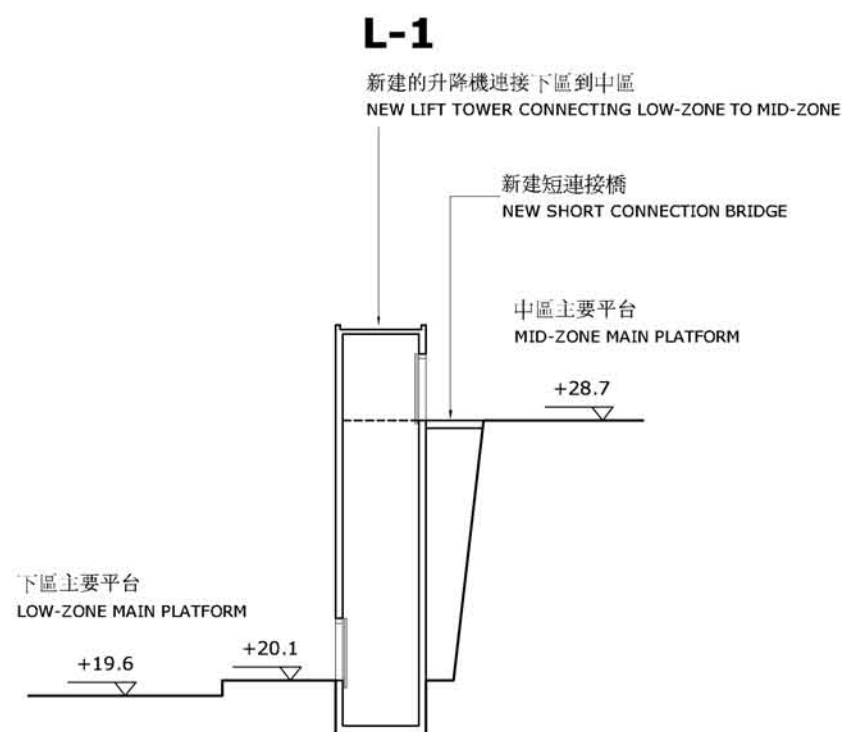 L-1
新建的升降機連接下區到中區
NEW LIFT TOWER CONNECTING LOW-ZONE TO MID-ZONE
新建短連接橋
NEW SHORT CONNECTION BRIDGE
中區主要平台
MID-ZONE MAIN PLATFORM
+28.7
下區主要平台
LOW-ZONE MAIN PLATFORM
+20.1
+19.6